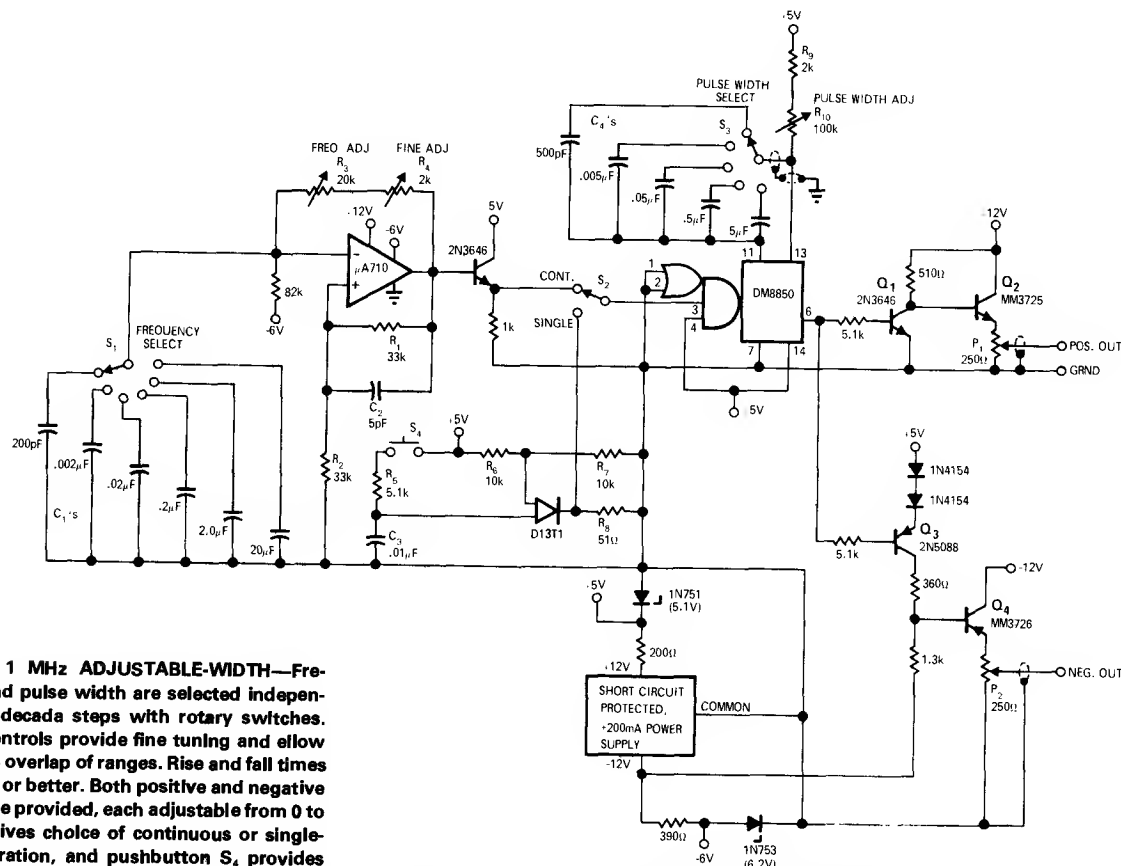 5V
R9
2k
PULSE WIDTH
SELECT
PULSE WIDTH ADJ
R10
100k
C4's
S3
500pF
.005μF
.05μF
.5μF
5μF
FREQ ADJ
R3
20k
FINE ADJ
R4
2k
12V
-6V
μA710
-
+
82k
-6V
5V
2N3646
CONT.
S2
SINGLE
1k
1
2
3
4
11
13
DM8850
6
7
14
5V
5.1k
510Ω
Q1
2N3646
12V
Q2
MM3725
P1
250Ω
POS. OUT
GRND
S1
FREQUENCY
SELECT
R1
33k
C2
5pF
200pF
.002μF
.02μF
.2μF
2.0μF
20μF
C1's
R2
33k
S4
+5V
R5
5.1k
R6
10k
R7
10k
D13T1
R8
51Ω
C3
.01μF
+5V
1N4154
1N4154
Q3
2N5088
5.1k
360Ω
-12V
Q4
MM3726
1.3k
P2
250Ω
NEG. OUT
.5V
1N751
(5.1V)
200Ω
+12V
SHORT CIRCUIT
PROTECTED,
+200mA POWER
SUPPLY
COMMON
-12V
390Ω
-6V
1N753
(6.2V)
1 MHz ADJUSTABLE-WIDTH—Fre-
nd pulse width are selected indepen-
decada steps with rotary switches.
ontrols provide fine tuning and ellow
overlap of ranges. Rise and fall times
or better. Both positive and negative
e provided, each adjustable from 0 to
ives choice of continuous or single-
ration, and pushbutton S4 provides